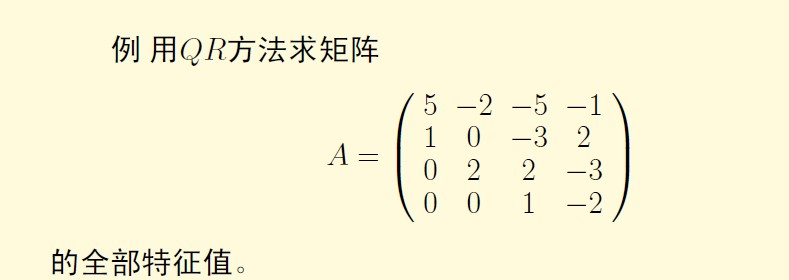 例 用QR方法求矩阵
A = ( 5 −2 −5 −1
1 0 −3 2
0 2 2 −3
0 0 1 −2 )
的全部特征值。